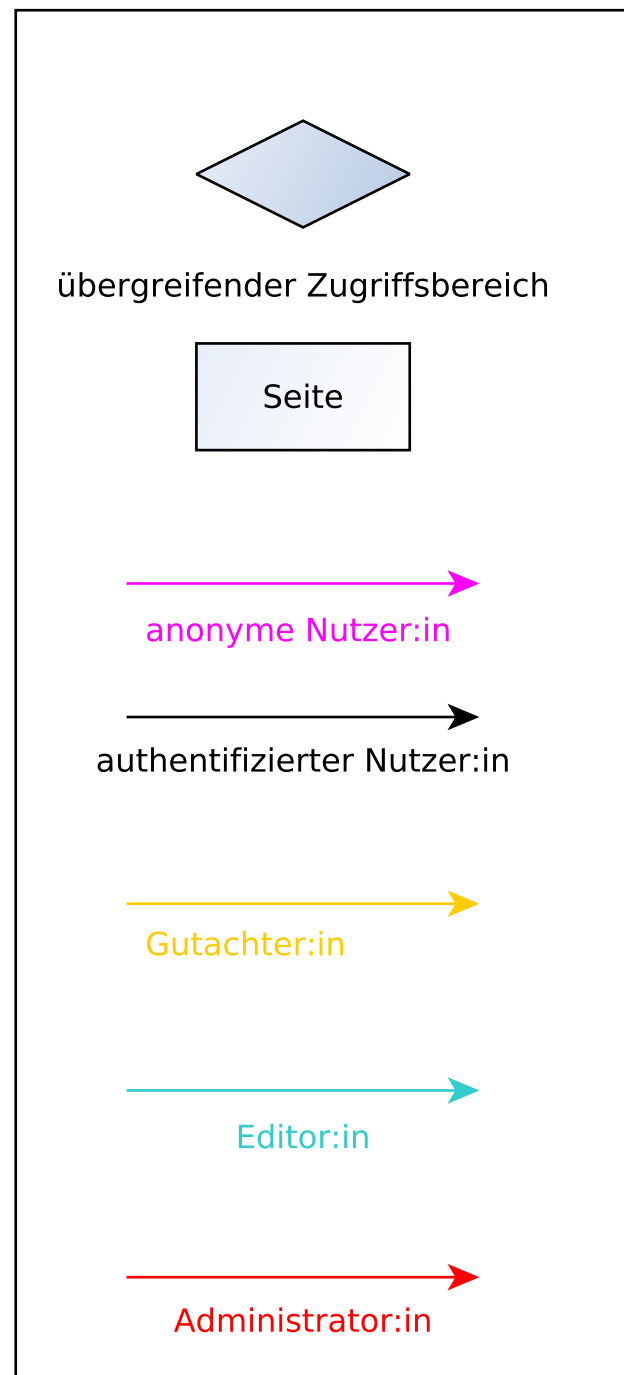 übergreifender Zugriffsbereich
Seite
anonyme Nutzer:in
authentifizierter Nutzer:in
Gutachter:in
Editor:in
Administrator:in